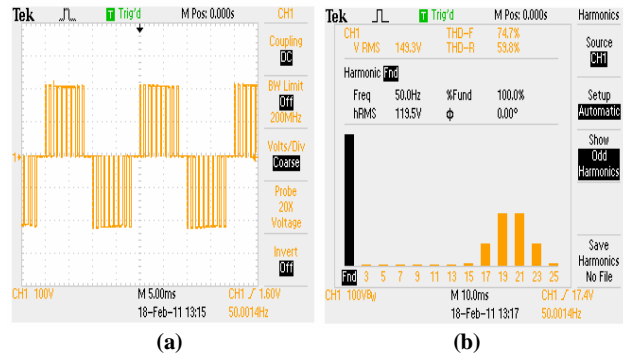 Tek T Trig'd M Pos: 0.000s CH1
Coupling
DC
BW Limit
Off
200MHz
Volts/Div
Coarse
Probe
20X
Voltage
Invert
Off
1
CH1 100V M 5.00ms CH1 1.60V
18-Feb-11 13:15 50.0014Hz
(a)
Tek T Trig'd M Pos: 0.000s Harmonics
CH1 THD-F 74.7%
V RMS 149.3V THD-R 59.8%
Harmonic Fnd
Freq 50.0Hz %Fund 100.0%
hRMS 119.5V ϕ 0.00°
Source
CH1
Setup
Automatic
Show
Odd
Harmonics
Save
Harmonics
No File
Fnd 3 5 7 9 11 13 15 17 19 21 23 25
CH1 100VBw M 10.0ms CH1 17.4V
18-Feb-11 13:17 50.0014Hz
(b)